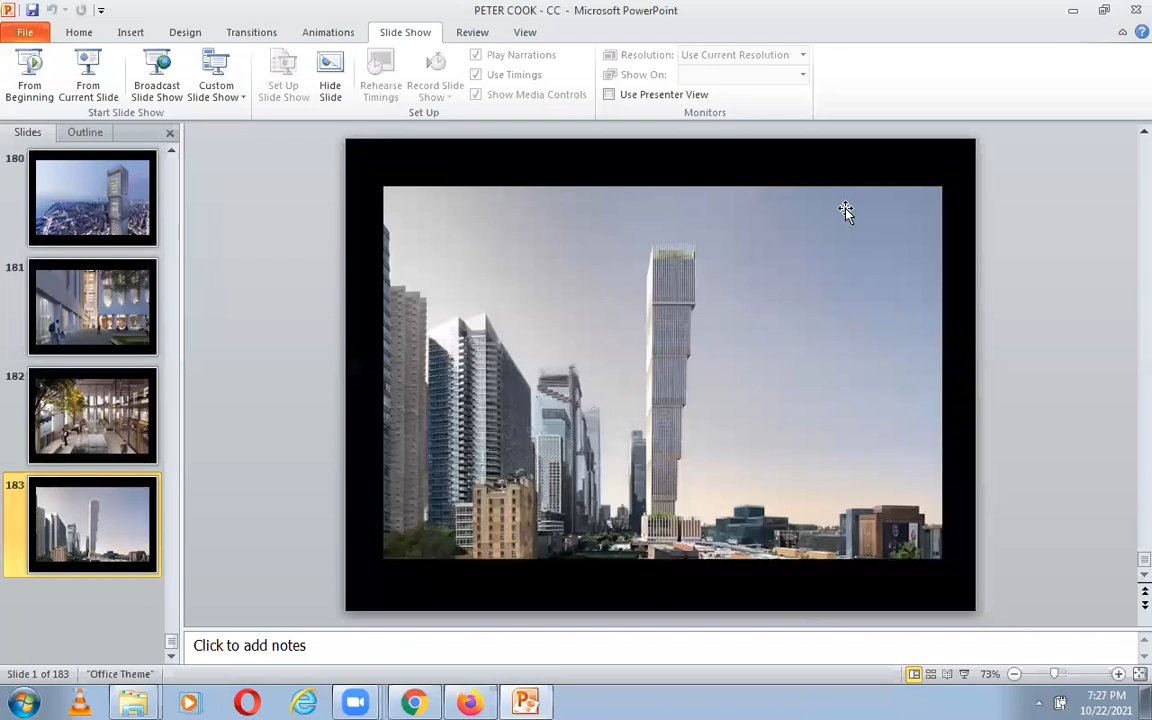 PETER COOK - CC - Microsoft PowerPoint
File Home Insert Design Transitions Animations Slide Show Review View
From Beginning
From Current Slide
Broadcast Slide Show
Custom Slide Show
Set Up Slide Show
Hide Slide
Rehearse Timings
Record Slide Show
Play Narrations
Use Timings
Show Media Controls
Resolution: Use Current Resolution
Show On:
Use Presenter View
Start Slide Show
Set Up
Monitors
Slides Outline
180
181
182
183
Click to add notes
Slide 1 of 183 "Office Theme" 73%
7:27 PM
10/22/2021